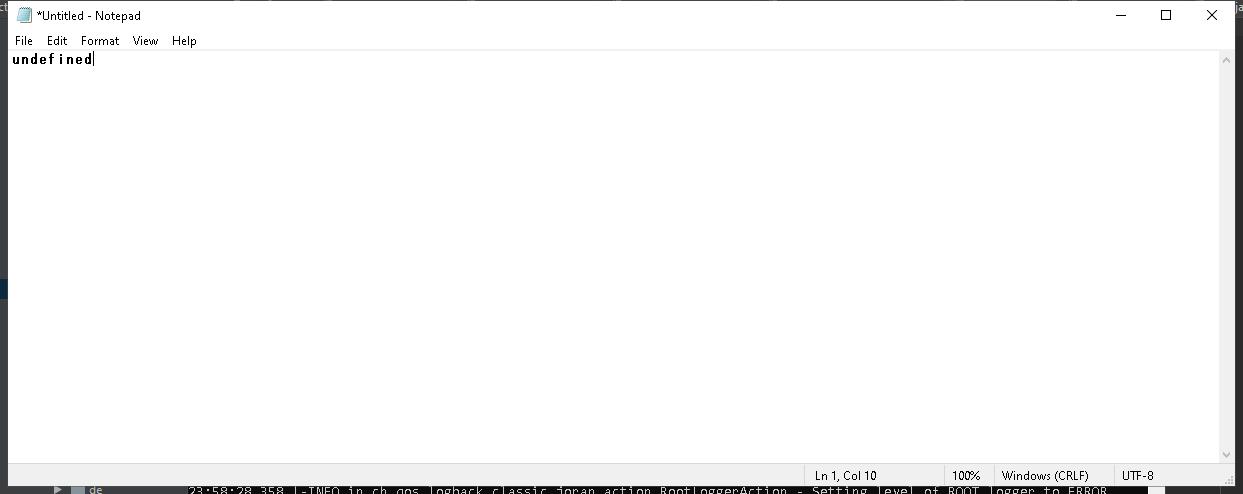 *Untitled - Notepad
File Edit Format View Help
undefined
Ln 1, Col 10 100% Windows (CRLF) UTF-8
de 23:58:28,358 |-INFO in ch.qos.logback.classic.joran.action.RootLoggerAction - Setting level of ROOT logger to ERROR